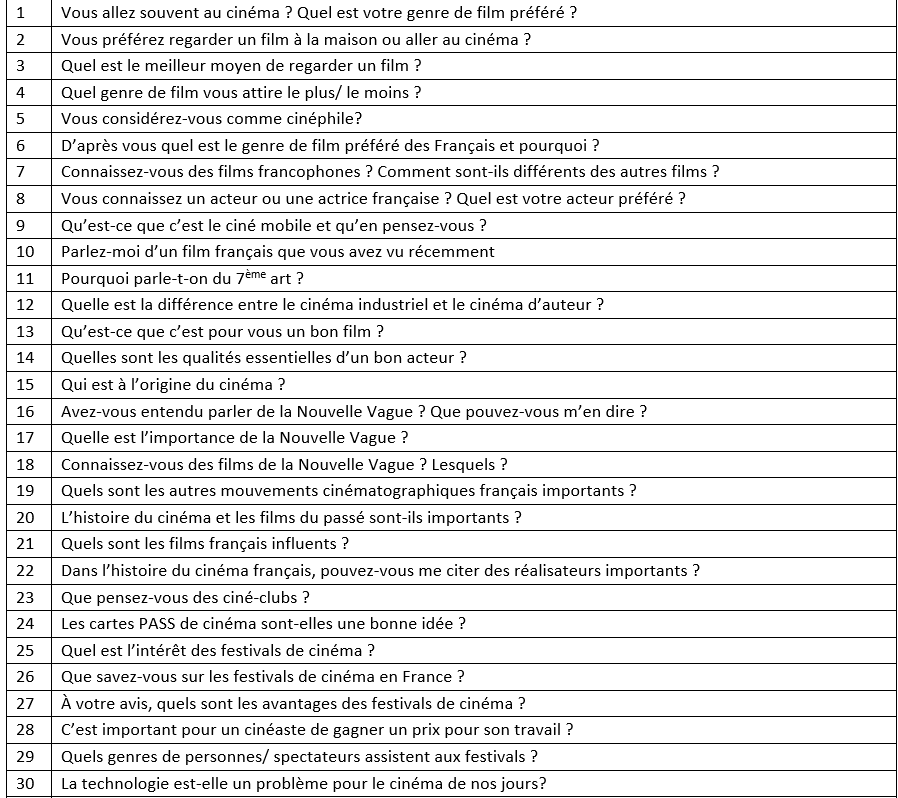 1 Vous allez souvent au cinéma ? Quel est votre genre de film préféré ?
2 Vous préférez regarder un film à la maison ou aller au cinéma ?
3 Quel est le meilleur moyen de regarder un film ?
4 Quel genre de film vous attire le plus/ le moins ?
5 Vous considérez-vous comme cinéphile?
6 D’après vous quel est le genre de film préféré des Français et pourquoi ?
7 Connaissez-vous des films francophones ? Comment sont-ils différents des autres films ?
8 Vous connaissez un acteur ou une actrice française ? Quel est votre acteur préféré ?
9 Qu’est-ce que c’est le ciné mobile et qu’en pensez-vous ?
10 Parlez-moi d’un film français que vous avez vu récemment
11 Pourquoi parle-t-on du 7ème art ?
12 Quelle est la différence entre le cinéma industriel et le cinéma d’auteur ?
13 Qu’est-ce que c’est pour vous un bon film ?
14 Quelles sont les qualités essentielles d’un bon acteur ?
15 Qui est à l’origine du cinéma ?
16 Avez-vous entendu parler de la Nouvelle Vague ? Que pouvez-vous m’en dire ?
17 Quelle est l’importance de la Nouvelle Vague ?
18 Connaissez-vous des films de la Nouvelle Vague ? Lesquels ?
19 Quels sont les autres mouvements cinématographiques français importants ?
20 L’histoire du cinéma et les films du passé sont-ils importants ?
21 Quels sont les films français influents ?
22 Dans l’histoire du cinéma français, pouvez-vous me citer des réalisateurs importants ?
23 Que pensez-vous des ciné-clubs ?
24 Les cartes PASS de cinéma sont-elles une bonne idée ?
25 Quel est l’intérêt des festivals de cinéma ?
26 Que savez-vous sur les festivals de cinéma en France ?
27 À votre avis, quels sont les avantages des festivals de cinéma ?
28 C’est important pour un cinéaste de gagner un prix pour son travail ?
29 Quels genres de personnes/ spectateurs assistent aux festivals ?
30 La technologie est-elle un problème pour le cinéma de nos jours?